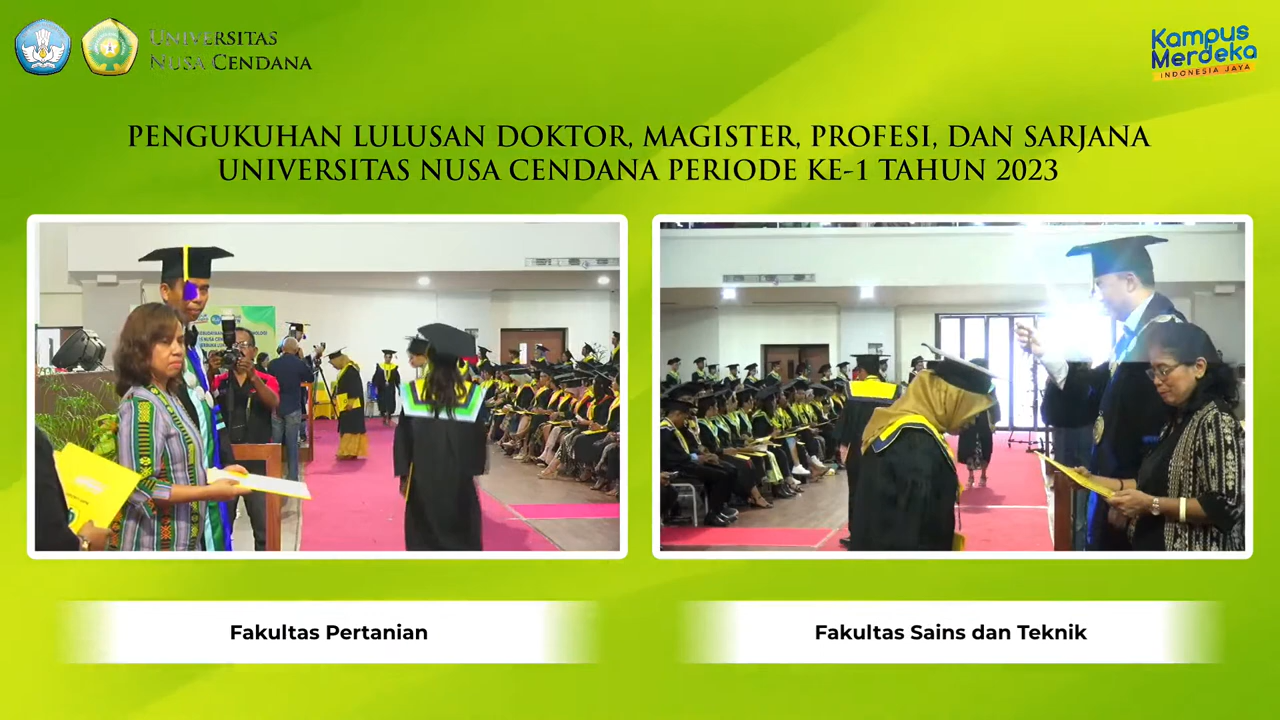 UNIVERSITAS
NUSA CENDANA
Kampus
Merdeka
INDONESIA JAYA
PENGUKUHAN LULUSAN DOKTOR, MAGISTER, PROFESI, DAN SARJANA
UNIVERSITAS NUSA CENDANA PERIODE KE-1 TAHUN 2023
Fakultas Pertanian
Fakultas Sains dan Teknik